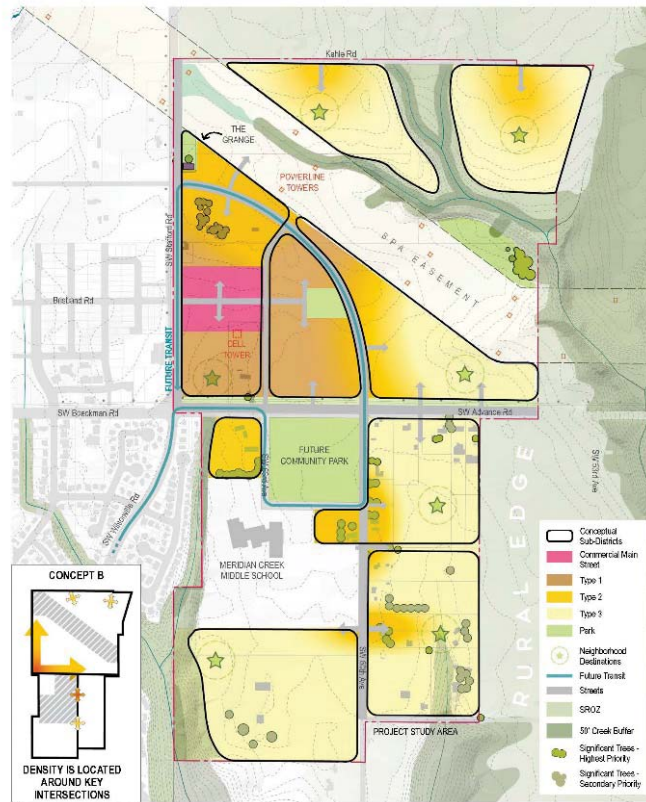 Kahle Rd
THE
GRANGE
POWERLINE
TOWERS
SW Stafford Rd
BPA EASEMENT
Brisband Rd
CELL
TOWER
FUTURE TRANSIT
SW Boeckman Rd
SW Advance Rd
SW 53rd Ave
FUTURE
COMMUNITY PARK
SW Wilsonville Rd
RURAL EDGE
MERIDIAN CREEK
MIDDLE SCHOOL
SW 60th Ave
PROJECT STUDY AREA
CONCEPT B
DENSITY IS LOCATED
AROUND KEY
INTERSECTIONS
Conceptual
Sub-Districts
Commercial Main
Street
Type 1
Type 2
Type 3
Park
Neighborhood
Destinations
Future Transit
Streets
SROZ
50' Creek Buffer
Significant Trees -
Highest Priority
Significant Trees -
Secondary Priority